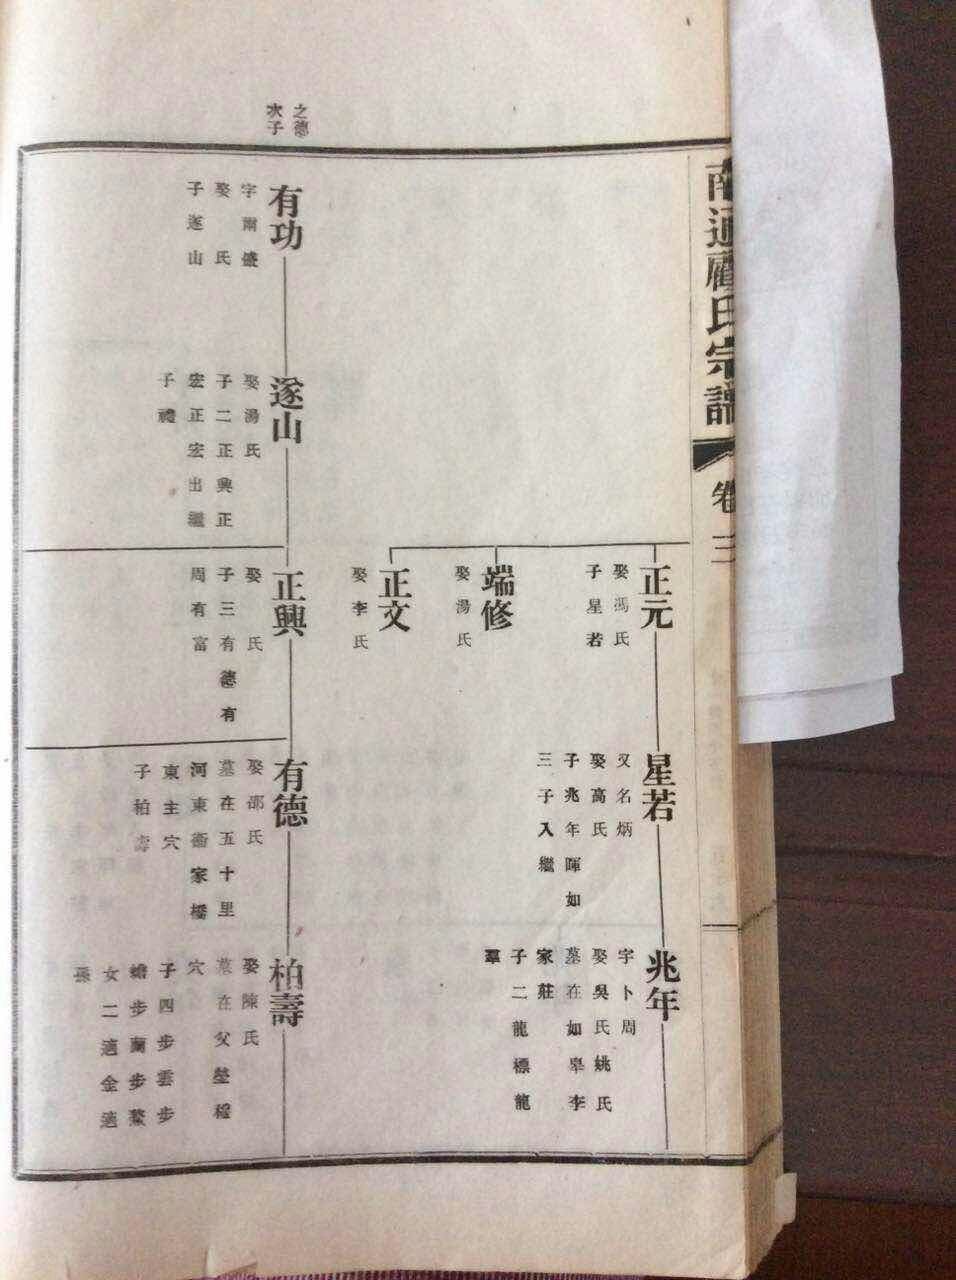 南通顧氏宗譜
卷三
正元
娶馮氏
子星若
端修
娶湯氏
正文
娶李氏
星若
又名炳
娶高氏
子兆年暉如
三子入繼
兆年
字卜周
娶吳氏姚氏
墓在如皋李
家莊
子二龍標龍
羣
之德
次子
有功
字爾盛
娶 氏
子遂山
遂山
娶湯氏
子二正興正
宏正宏出繼
子禮
正興
娶 氏
子三有德有
周有富
有德
娶邵氏
墓在五十里
河東衞家橋
東主穴
子柏壽
柏壽
娶陳氏
墓在父塋穆
穴
子四步雲步
蟾步蘭步鰲
女二適金適
孫